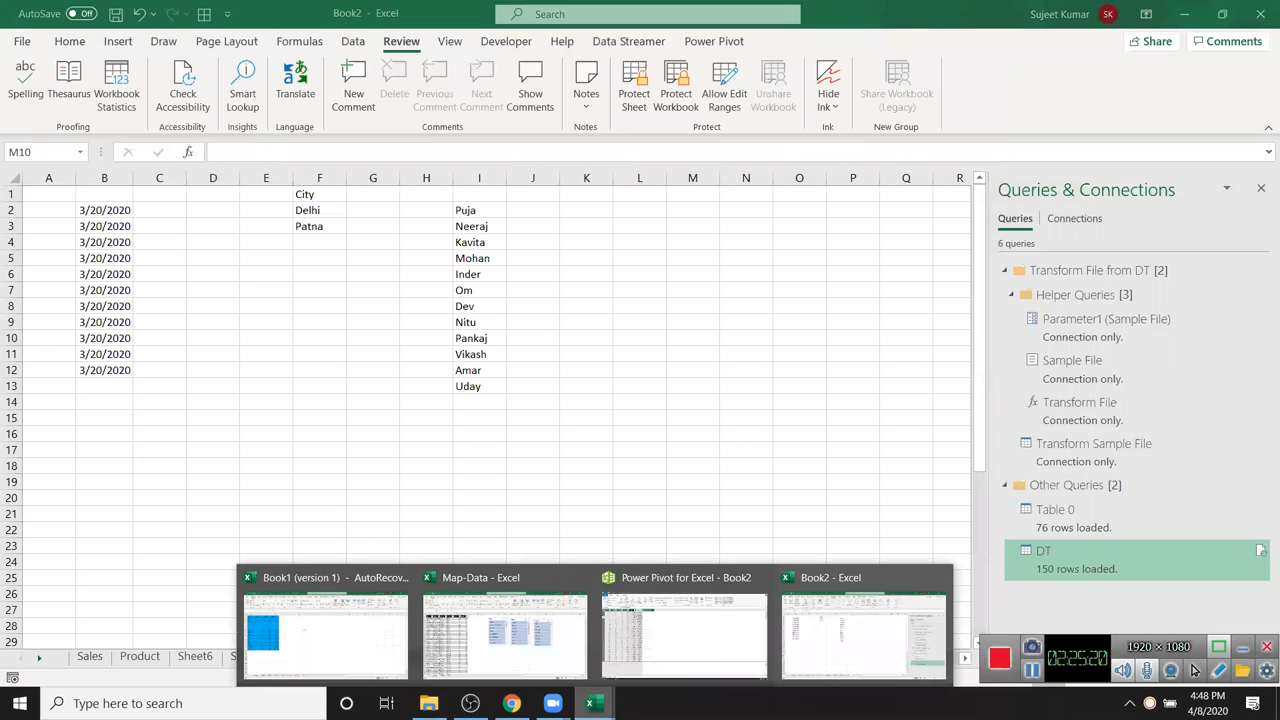 AutoSave Off Book2 - Excel Search Sujeet Kumar SK
File Home Insert Draw Page Layout Formulas Data Review View Developer Help Data Streamer Power Pivot Share Comments
abc 123
Spelling Thesaurus Workbook Statistics Check Accessibility Smart Lookup Translate New Comment Delete Previous Comment Next Comment Show Comments Notes Protect Sheet Protect Workbook Allow Edit Ranges Unshare Workbook Hide Ink Share Workbook (Legacy)
Proofing Accessibility Insights Language Comments Notes Protect Ink New Group
M10 fx
A B C D E F G H I J K L M N O P Q R
1 City
2 3/20/2020 Delhi Puja
3 3/20/2020 Patna Neeraj
4 3/20/2020 Kavita
5 3/20/2020 Mohan
6 3/20/2020 Inder
7 3/20/2020 Om
8 3/20/2020 Dev
9 3/20/2020 Nitu
10 3/20/2020 Pankaj
11 3/20/2020 Vikash
12 3/20/2020 Amar
13 Uday
14
15
16
17
18
19
20
21
22
23
24
25
26
27
28
29
Queries & Connections
Queries Connections
6 queries
Transform File from DT [2]
Helper Queries [3]
Parameter1 (Sample File)
Connection only.
Sample File
Connection only.
fx Transform File
Connection only.
Transform Sample File
Connection only.
Other Queries [2]
Table 0
76 rows loaded.
DT
150 rows loaded.
Book1 (version 1) - AutoRecov... Map-Data - Excel Power Pivot for Excel - Book2 Book2 - Excel
Sales Product
1920 × 1080
02:25:20
Type here to search
4:48 PM
4/8/2020